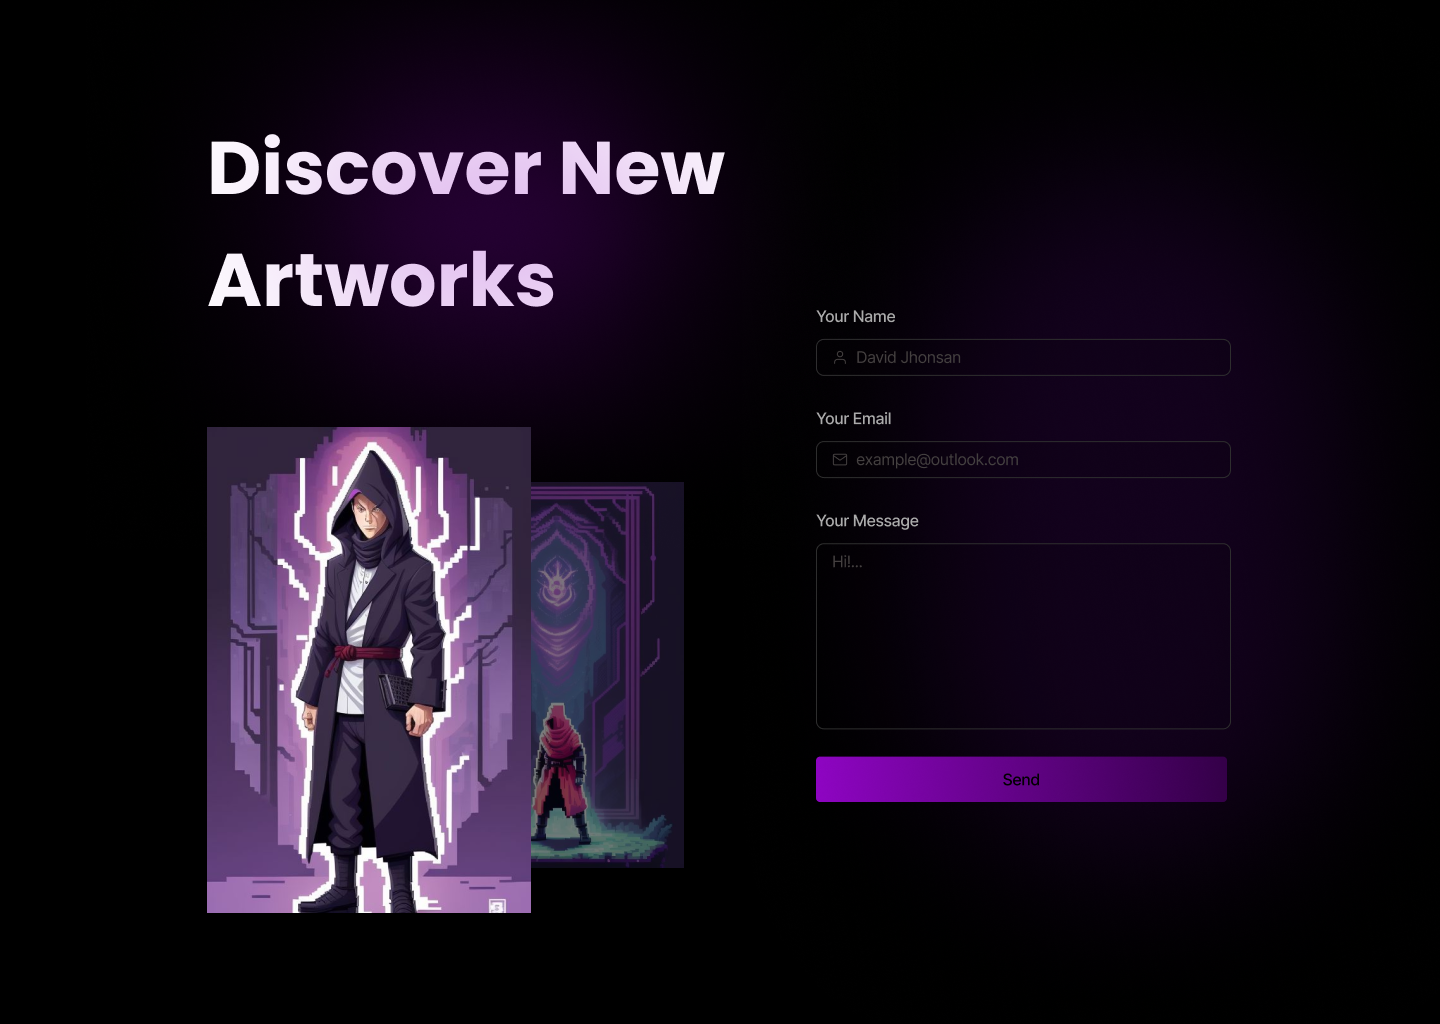 Discover New
Artworks
Your Name
David Jhonsan
Your Email
example@outlook.com
Your Message
Hi!...
Send